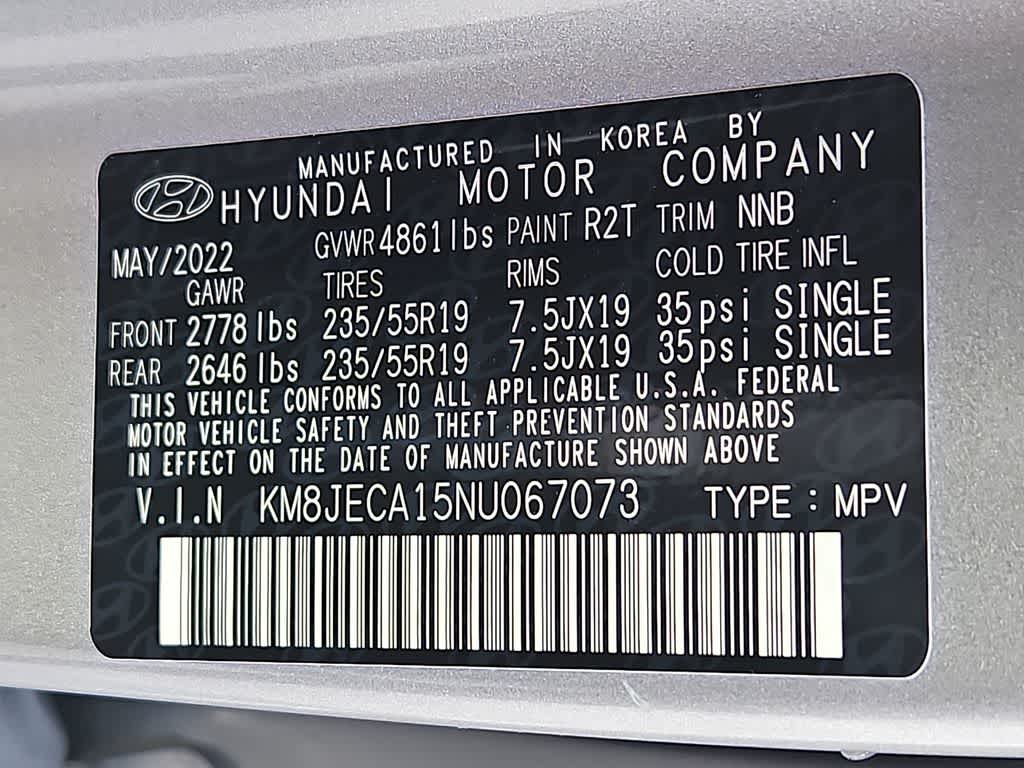 MANUFACTURED IN KOREA BY
HYUNDAI MOTOR COMPANY
MAY/2022 GVWR 4861lbs PAINT R2T TRIM NNB
GAWR TIRES RIMS COLD TIRE INFL
FRONT 2778 lbs 235/55R19 7.5JX19 35psi SINGLE
REAR 2646 lbs 235/55R19 7.5JX19 35psi SINGLE
THIS VEHICLE CONFORMS TO ALL APPLICABLE U.S.A. FEDERAL
MOTOR VEHICLE SAFETY AND THEFT PREVENTION STANDARDS
IN EFFECT ON THE DATE OF MANUFACTURE SHOWN ABOVE
V.I.N KM8JECA15NU067073 TYPE : MPV